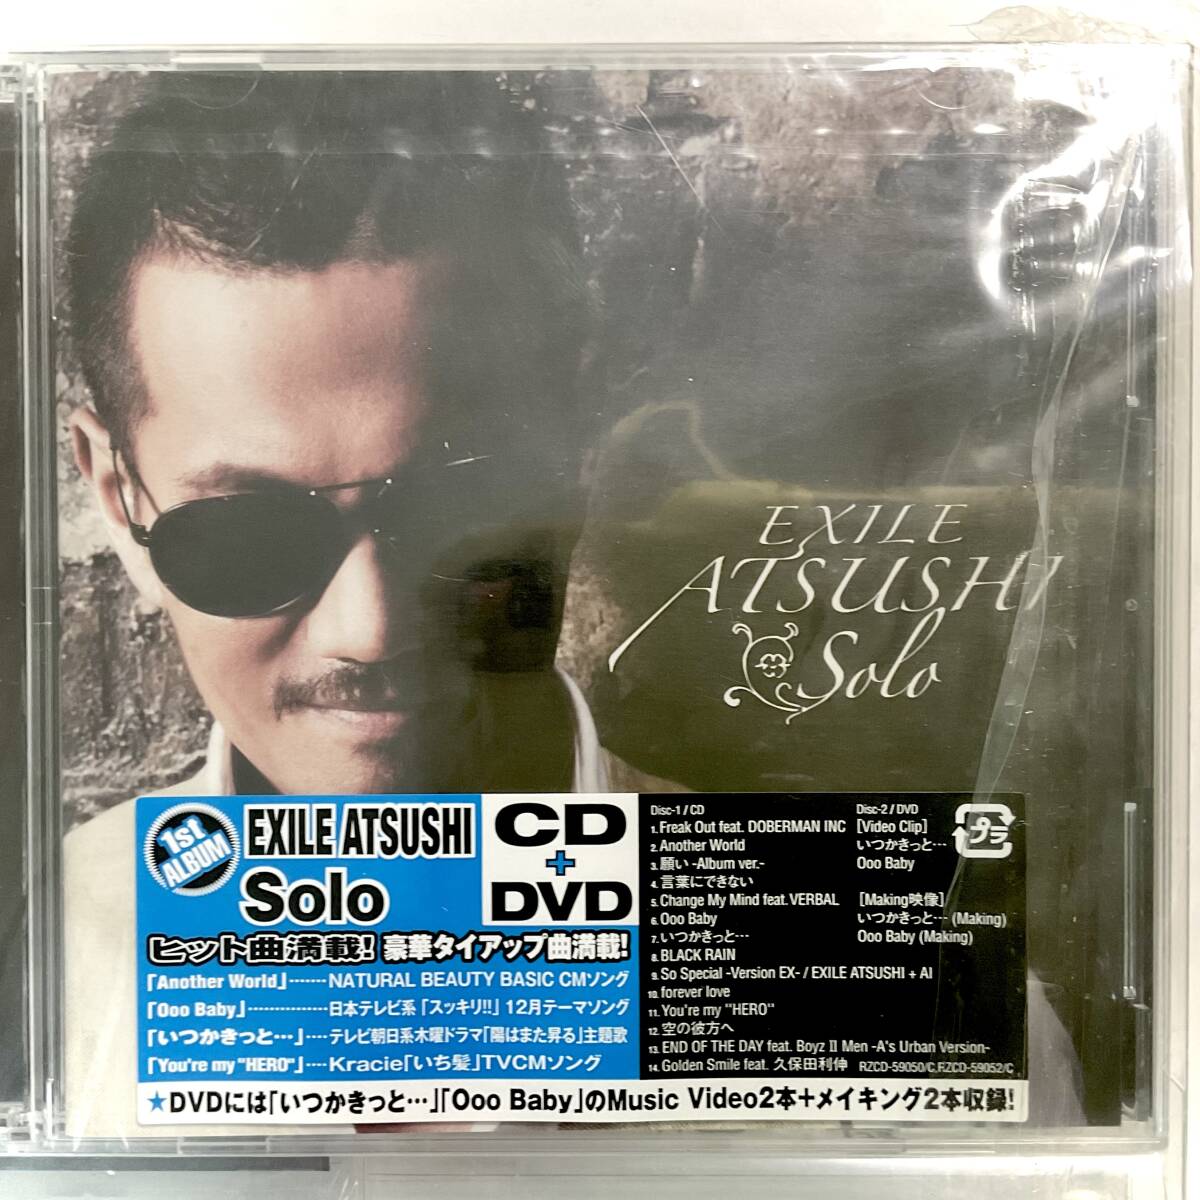 EXILE
ATSUSHI
Solo
1st
ALBUM
EXILE ATSUSHI
Solo
CD
+
DVD
ヒット曲満載! 豪華タイアップ曲満載!
「Another World」‥‥‥NATURAL BEAUTY BASIC CMソング
「Ooo Baby」‥‥‥‥‥‥‥日本テレビ系「スッキリ!!」12月テーマソング
「いつかきっと…」‥‥テレビ朝日系木曜ドラマ「陽はまた昇る」主題歌
「You're my "HERO"」‥‥Kracie「いち髪」TVCMソング
★DVDには「いつかきっと…」「Ooo Baby」のMusic Video2本+メイキング2本収録!
Disc-1 / CD
1. Freak Out feat. DOBERMAN INC
2. Another World
3. 願い -Album ver.-
4. 言葉にできない
5. Change My Mind feat. VERBAL
6. Ooo Baby
7. いつかきっと…
8. BLACK RAIN
9. So Special -Version EX- / EXILE ATSUSHI + AI
10. forever love
11. You're my "HERO"
12. 空の彼方へ
13. END OF THE DAY feat. Boyz II Men -A's Urban Version-
14. Golden Smile feat. 久保田利伸
Disc-2 / DVD
[Video Clip]
いつかきっと…
Ooo Baby
[Making映像]
いつかきっと… (Making)
Ooo Baby (Making)
プラ
RZCD-59050/C,RZCD-59052/C